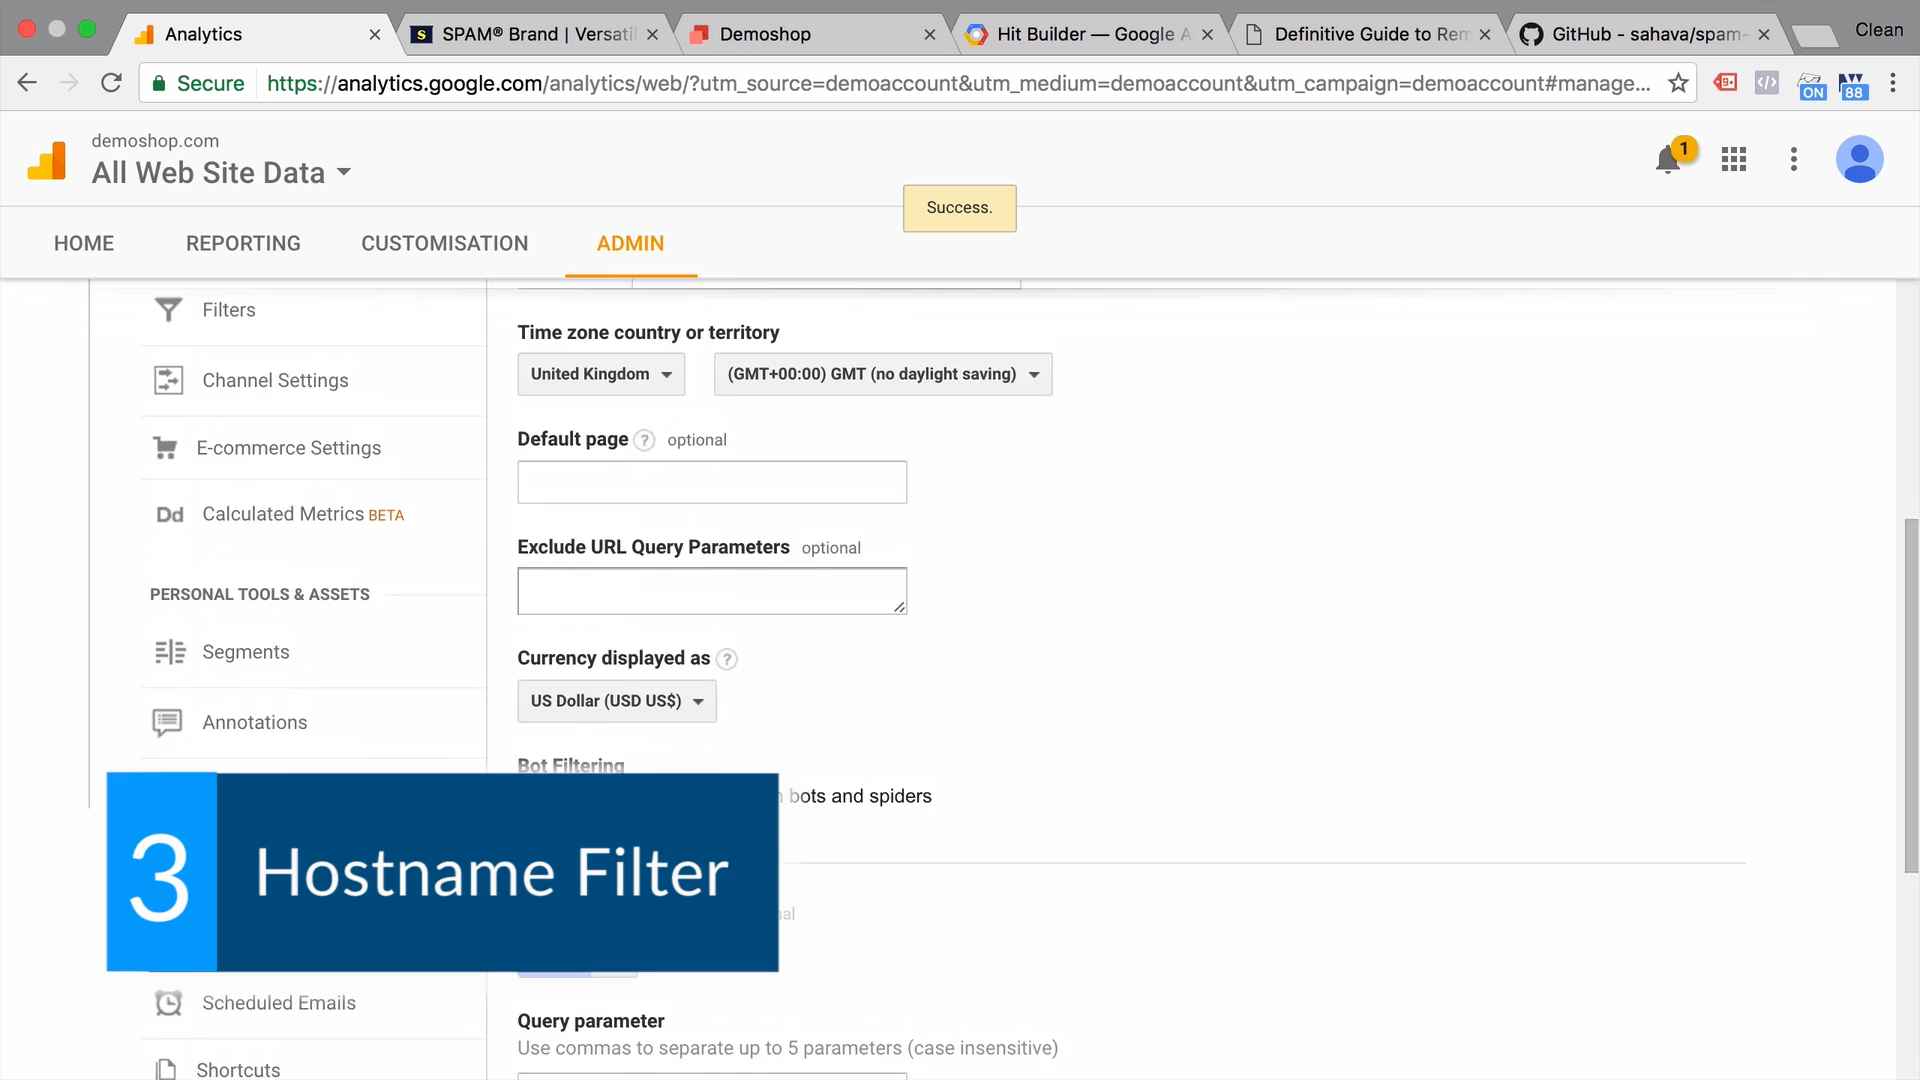 Analytics
SPAM® Brand | Versatil
Demoshop
Hit Builder — Google A
Definitive Guide to Rem
GitHub - sahava/spam-
Clean
Secure
https://analytics.google.com/analytics/web/?utm_source=demoaccount&utm_medium=demoaccount&utm_campaign=demoaccount#manage...
ON
88
demoshop.com
All Web Site Data
1
Success.
HOME
REPORTING
CUSTOMISATION
ADMIN
Filters
Channel Settings
E-commerce Settings
Dd Calculated Metrics BETA
PERSONAL TOOLS & ASSETS
Segments
Annotations
Scheduled Emails
Shortcuts
Time zone country or territory
United Kingdom
(GMT+00:00) GMT (no daylight saving)
Default page ? optional
Exclude URL Query Parameters optional
Currency displayed as ?
US Dollar (USD US$)
Bot Filtering
bots and spiders
3 Hostname Filter
Query parameter
Use commas to separate up to 5 parameters (case insensitive)